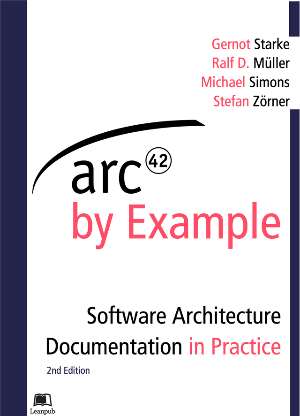 Gernot Starke
Ralf D. Müller
Michael Simons
Stefan Zörner
arc 42
by Example
Software Architecture
Documentation in Practice
2nd Edition
Leanpub